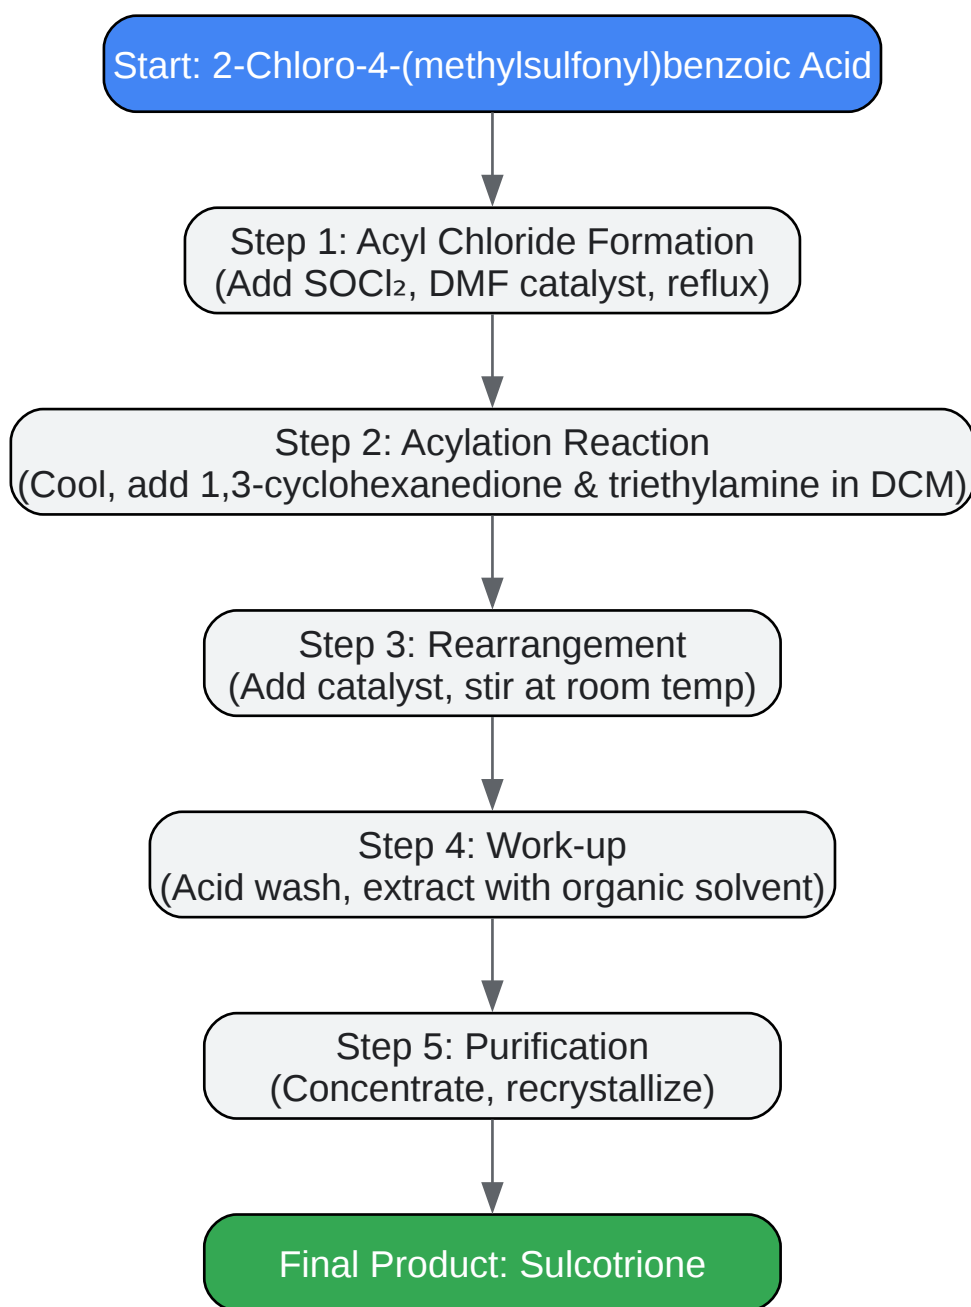 Start: 2-Chloro-4-(methylsulfonyl)benzoic Acid
Step 1: Acyl Chloride Formation
(Add SOCl₂, DMF catalyst, reflux)
Step 2: Acylation Reaction
(Cool, add 1,3-cyclohexanedione & triethylamine in DCM)
Step 3: Rearrangement
(Add catalyst, stir at room temp)
Step 4: Work-up
(Acid wash, extract with organic solvent)
Step 5: Purification
(Concentrate, recrystallize)
Final Product: Sulcotrione